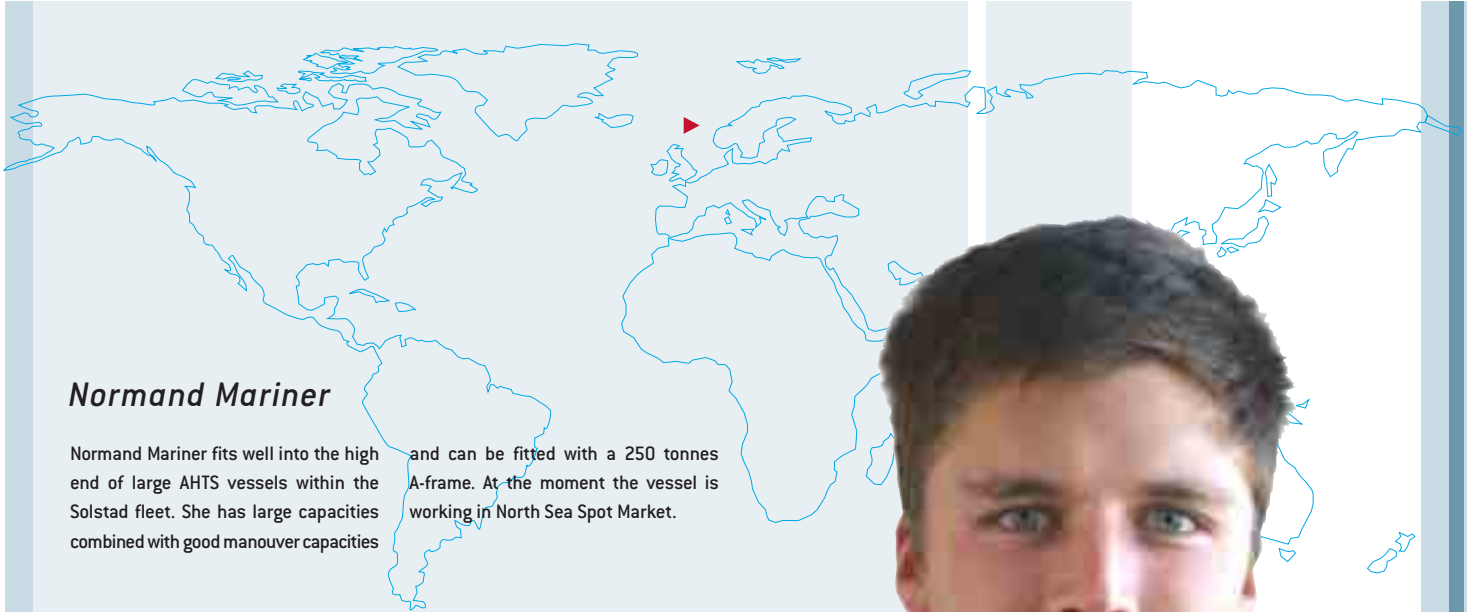 Normand Mariner
Normand Mariner fits well into the high
end of large AHTS vessels within the
Solstad fleet. She has large capacities
combined with good manouver capacities
and can be fitted with a 250 tonnes
A-frame. At the moment the vessel is
working in North Sea Spot Market.